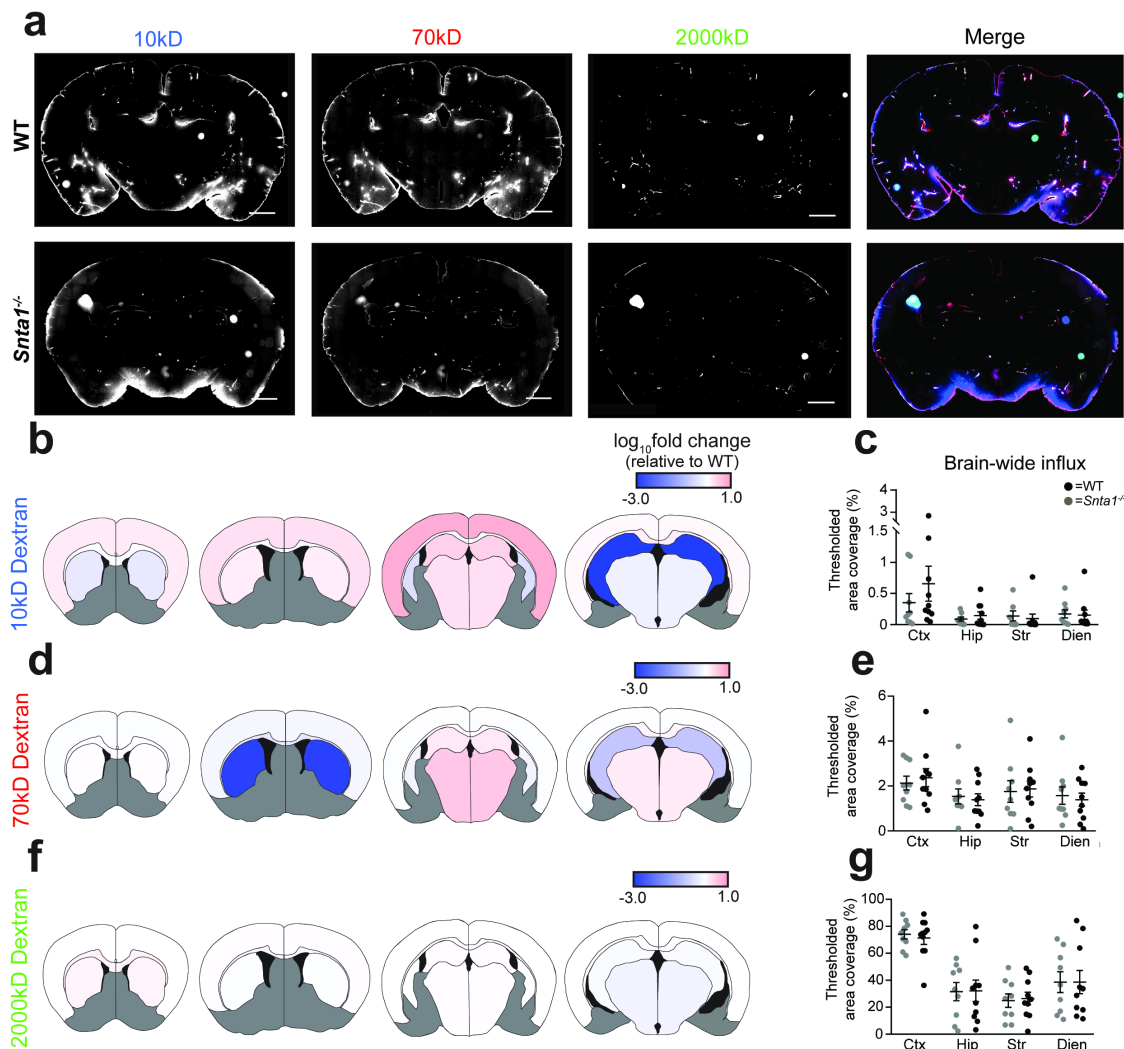 a
10kD 70kD 2000kD Merge
WT
Snta1-/-
b
log10fold change
(relative to WT)
-3.0 1.0
10kD Dextran
c
Brain-wide influx
=WT
=Snta1-/-
Thresholded
area coverage (%)
4
3
1.5
0.5
0
Ctx Hip Str Dien
d
-3.0 1.0
70kD Dextran
e
Thresholded
area coverage (%)
6
4
2
0
Ctx Hip Str Dien
f
-3.0 1.0
2000kD Dextran
g
Thresholded
area coverage (%)
100
80
60
40
20
0
Ctx Hip Str Dien